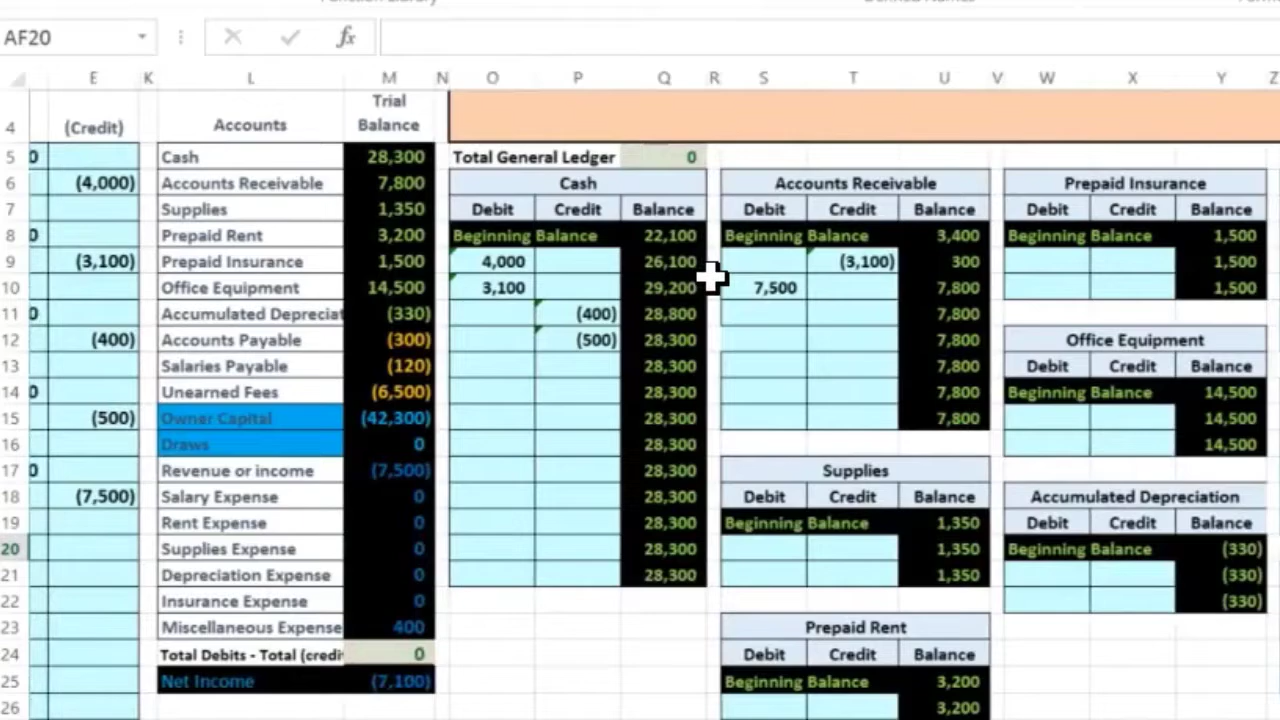 AF20 fx
E K L M N O P Q R S T U V W X Y Z
Trial
4 (Credit) Accounts Balance
5 0 Cash 28,300 Total General Ledger 0
6 (4,000) Accounts Receivable 7,800 Cash Accounts Receivable Prepaid Insurance
7 Supplies 1,350 Debit Credit Balance Debit Credit Balance Debit Credit Balance
8 0 Prepaid Rent 3,200 Beginning Balance 22,100 Beginning Balance 3,400 Beginning Balance 1,500
9 (3,100) Prepaid Insurance 1,500 4,000 26,100 (3,100) 300 1,500
10 Office Equipment 14,500 3,100 29,200 7,500 7,800 1,500
11 0 Accumulated Depreciat (330) (400) 28,800 7,800
12 (400) Accounts Payable (300) (500) 28,300 7,800 Office Equipment
13 Salaries Payable (120) 28,300 7,800 Debit Credit Balance
14 0 Unearned Fees (6,500) 28,300 7,800 Beginning Balance 14,500
15 (500) Owner Capital (42,300) 28,300 7,800 14,500
16 Draws 0 28,300 14,500
17 0 Revenue or income (7,500) 28,300 Supplies
18 (7,500) Salary Expense 0 28,300 Debit Credit Balance Accumulated Depreciation
19 Rent Expense 0 28,300 Beginning Balance 1,350 Debit Credit Balance
20 Supplies Expense 0 28,300 1,350 Beginning Balance (330)
21 Depreciation Expense 0 28,300 1,350 (330)
22 Insurance Expense 0 (330)
23 Miscellaneous Expense 400 Prepaid Rent
24 Total Debits - Total (credi 0 Debit Credit Balance
25 Net Income (7,100) Beginning Balance 3,200
26 3,200